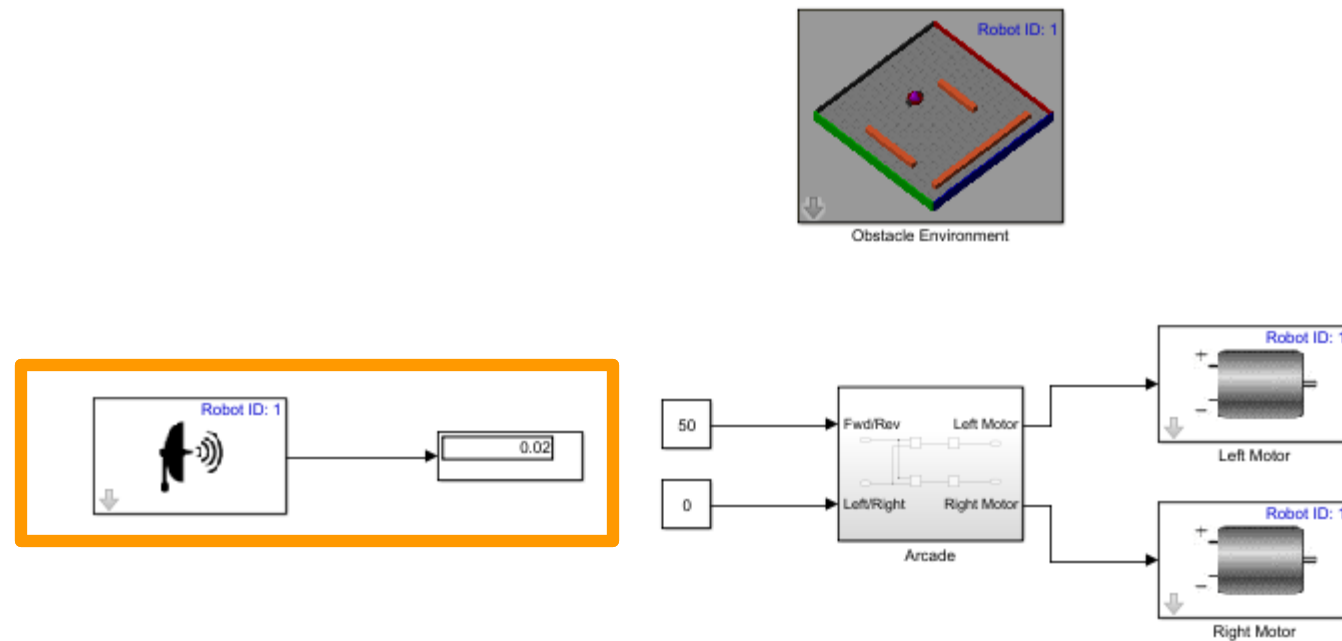 Robot ID: 1
Obstacle Environment
Robot ID: 1
0.02
50
0
Fwd/Rev
Left Motor
Left/Right
Right Motor
Arcade
Robot ID: 1
+
−
Left Motor
Robot ID: 1
+
−
Right Motor